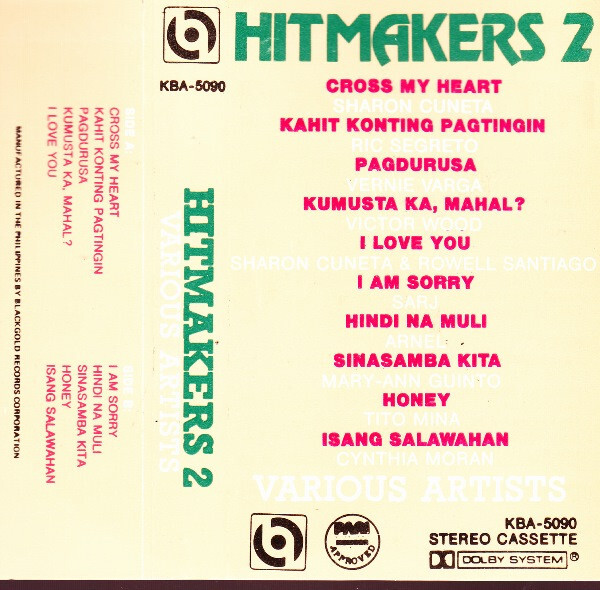 HITMAKERS 2
KBA-5090
CROSS MY HEART
SHARON CUNETA
KAHIT KONTING PAGTINGIN
RIC SEGRETO
PAGDURUSA
VERNIE VARGA
KUMUSTA KA, MAHAL?
VICTOR WOOD
I LOVE YOU
SHARON CUNETA & ROWELL SANTIAGO
I AM SORRY
SARJ
HINDI NA MULI
ARNEL
SINASAMBA KITA
MARY-ANN QUINTO
HONEY
TITO MINA
ISANG SALAWAHAN
CYNTHIA MORAN
VARIOUS ARTISTS
APPROVED
KBA-5090
STEREO CASSETTE
DOLBY SYSTEM®
HITMAKERS 2
VARIOUS ARTISTS
SIDE A
CROSS MY HEART
KAHIT KONTING PAGTINGIN
PAGDURUSA
KUMUSTA KA, MAHAL?
I LOVE YOU
SIDE B
I AM SORRY
HINDI NA MULI
SINASAMBA KITA
HONEY
ISANG SALAWAHAN
MANUFACTURED IN THE PHILIPPINES BY BLACKGOLD RECORDS CORPORATION